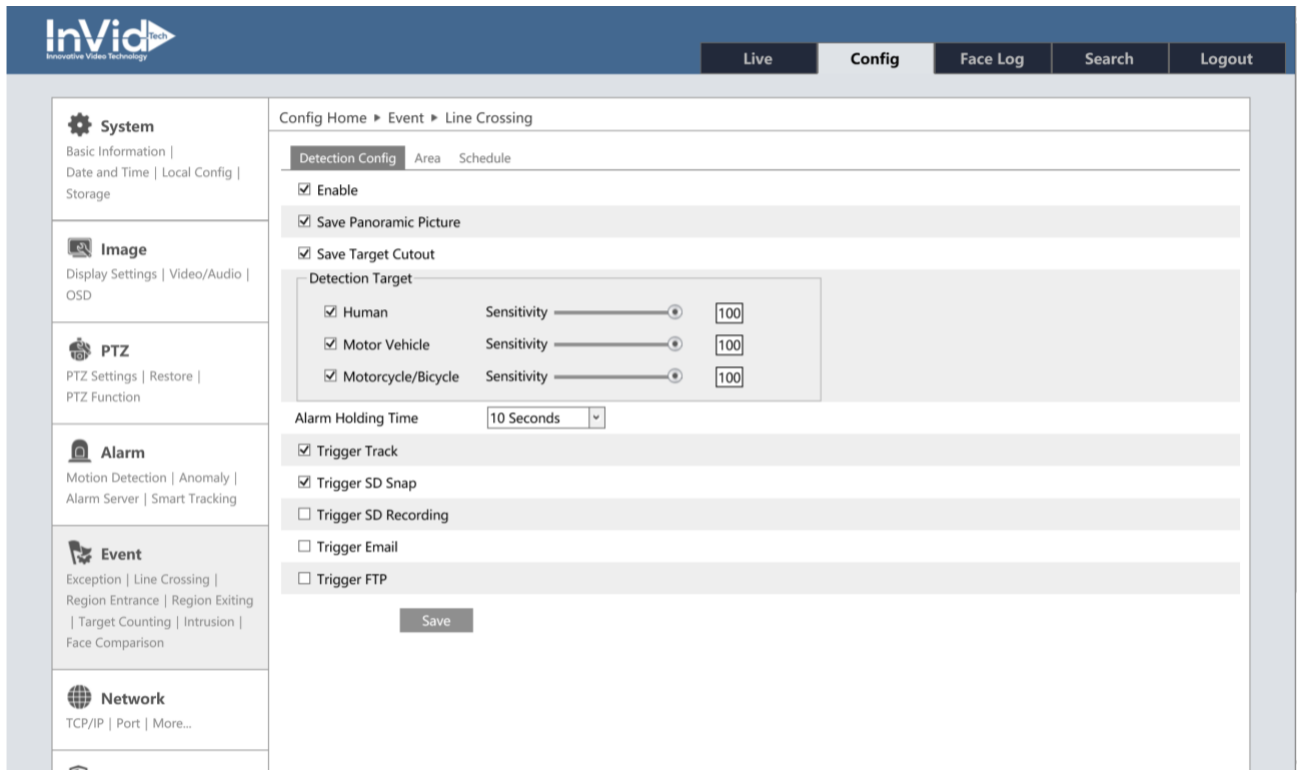 InVid Tech
Innovative Video Technology
Live
Config
Face Log
Search
Logout
System
Basic Information |
Date and Time | Local Config |
Storage
Image
Display Settings | Video/Audio |
OSD
PTZ
PTZ Settings | Restore |
PTZ Function
Alarm
Motion Detection | Anomaly |
Alarm Server | Smart Tracking
Event
Exception | Line Crossing |
Region Entrance | Region Exiting
| Target Counting | Intrusion |
Face Comparison
Network
TCP/IP | Port | More...
Config Home ▸ Event ▸ Line Crossing
Detection Config Area Schedule
Enable
Save Panoramic Picture
Save Target Cutout
Detection Target
Human Sensitivity 100
Motor Vehicle Sensitivity 100
Motorcycle/Bicycle Sensitivity 100
Alarm Holding Time 10 Seconds
Trigger Track
Trigger SD Snap
Trigger SD Recording
Trigger Email
Trigger FTP
Save